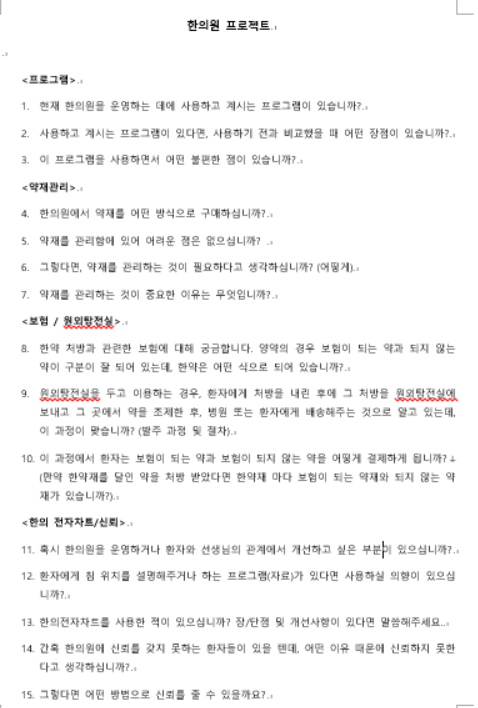 한의원 프로젝트
<프로그램>
1. 현재 한의원을 운영하는 데에 사용하고 계시는 프로그램이 있습니까?
2. 사용하고 계시는 프로그램이 있다면, 사용하기 전과 비교했을 때 어떤 장점이 있습니까?
3. 이 프로그램을 사용하면서 어떤 불편한 점이 있습니까?
<약재관리>
4. 한의원에서 약재를 어떤 방식으로 구매하십니까?
5. 약재를 관리함에 있어 어려운 점은 없으십니까?
6. 그렇다면, 약재를 관리하는 것이 필요하다고 생각하십니까? (어떻게)
7. 약재를 관리하는 것이 중요한 이유는 무엇입니까?
<보험 / 원외탕전실>
8. 한약 처방과 관련한 보험에 대해 궁금합니다. 양약의 경우 보험이 되는 약과 되지 않는
약이 구분이 잘 되어 있는데, 한약은 어떤 식으로 되어 있습니까?
9. 원외탕전실을 두고 이용하는 경우, 환자에게 처방을 내린 후에 그 처방을 원외탕전실에
보내고 그 곳에서 약을 조제한 후, 병원 또는 환자에게 배송해주는 것으로 알고 있는데,
이 과정이 맞습니까? (발주 과정 및 절차)
10. 이 과정에서 환자는 보험이 되는 약과 보험이 되지 않는 약을 어떻게 결제하게 됩니까?
(만약 한약재를 달인 약을 처방 받았다면 한약재 마다 보험이 되는 약재와 되지 않는 약
재가 있습니까?)
<한의 전자차트/신뢰>
11. 혹시 한의원을 운영하거나 환자와 선생님의 관계에서 개선하고 싶은 부분이 있으십니까?
12. 환자에게 침 위치를 설명해주거나 하는 프로그램(자료)가 있다면 사용하실 의향이 있으십
니까?
13. 한의전자차트를 사용한 적이 있으십니까? 장/단점 및 개선사항이 있다면 말씀해주세요.
14. 간혹 한의원에 신뢰를 갖지 못하는 환자들이 있을 텐데, 어떤 이유 때문에 신뢰하지 못한
다고 생각하십니까?
15. 그렇다면 어떤 방법으로 신뢰를 줄 수 있을까요?